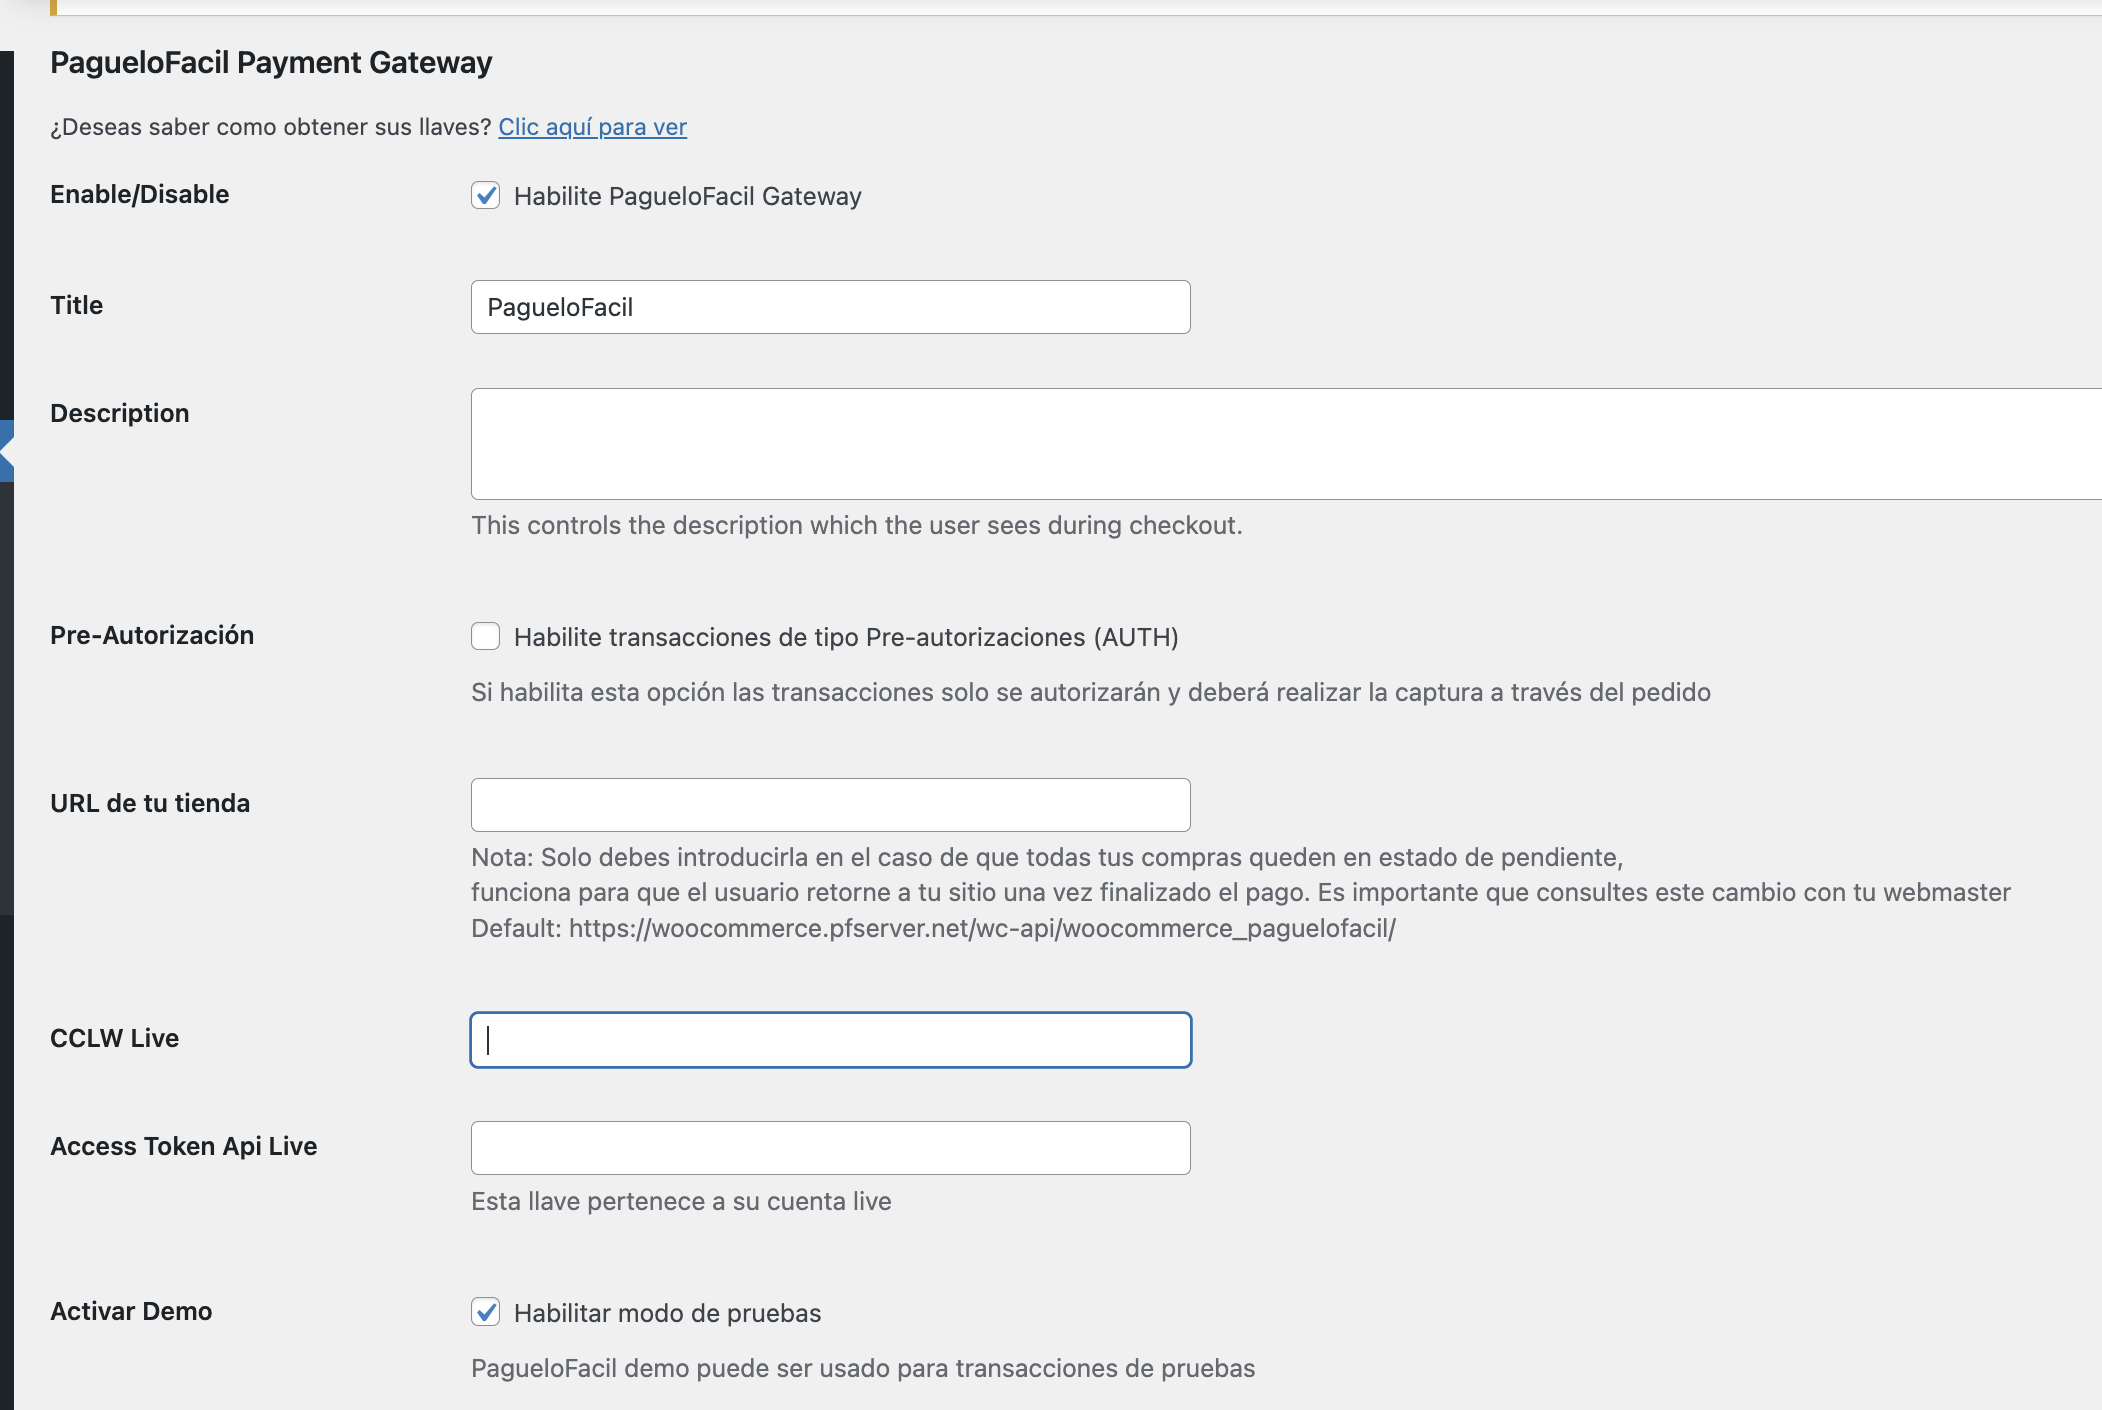 PagueloFacil Payment Gateway
¿Deseas saber como obtener sus llaves? Clic aquí para ver
Enable/Disable
Habilite PagueloFacil Gateway
Title
PagueloFacil
Description
This controls the description which the user sees during checkout.
Pre-Autorización
Habilite transacciones de tipo Pre-autorizaciones (AUTH)
Si habilita esta opción las transacciones solo se autorizarán y deberá realizar la captura a través del pedido
URL de tu tienda
Nota: Solo debes introducirla en el caso de que todas tus compras queden en estado de pendiente,
funciona para que el usuario retorne a tu sitio una vez finalizado el pago. Es importante que consultes este cambio con tu webmaster
Default: https://woocommerce.pfserver.net/wc-api/woocommerce_paguelofacil/
CCLW Live
Access Token Api Live
Esta llave pertenece a su cuenta live
Activar Demo
Habilitar modo de pruebas
PagueloFacil demo puede ser usado para transacciones de pruebas